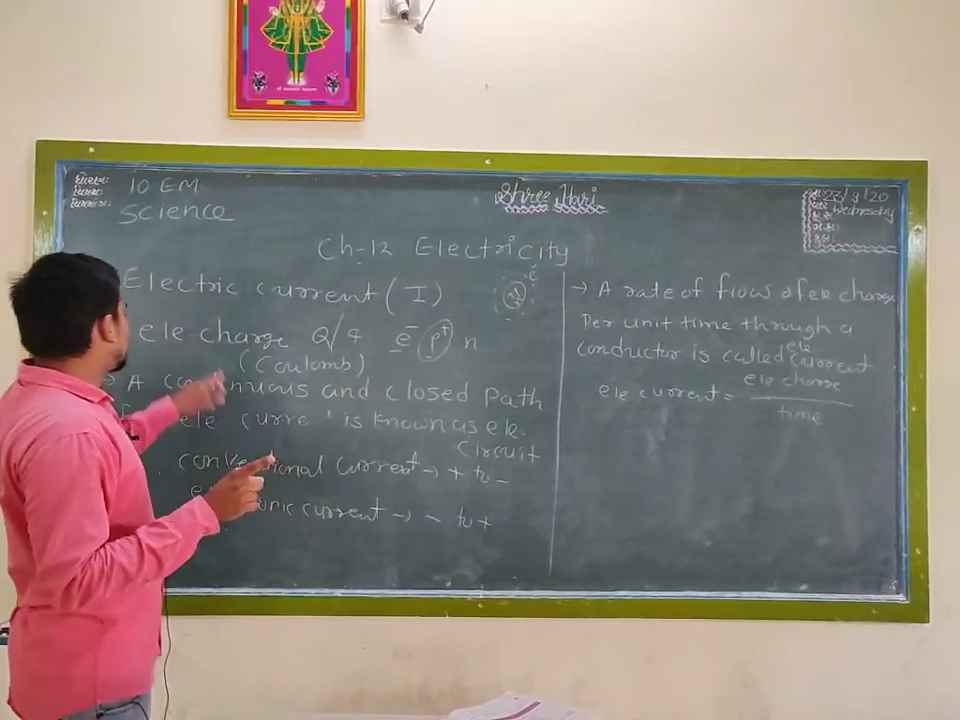 10 EM
Science
Shree Hari
23/9/20
Wednesday
Ch-12 Electricity
Electric current (I)
ele charge Q/q e⁻ p⁺ n
(Coulomb)
→ A and closed Path
ele is known as ele.
circuit
current → + to -
current → - to +
→ A rate of flow of ele charge
Per unit time through a
conductor is called ele current
ele current = ele charge
time